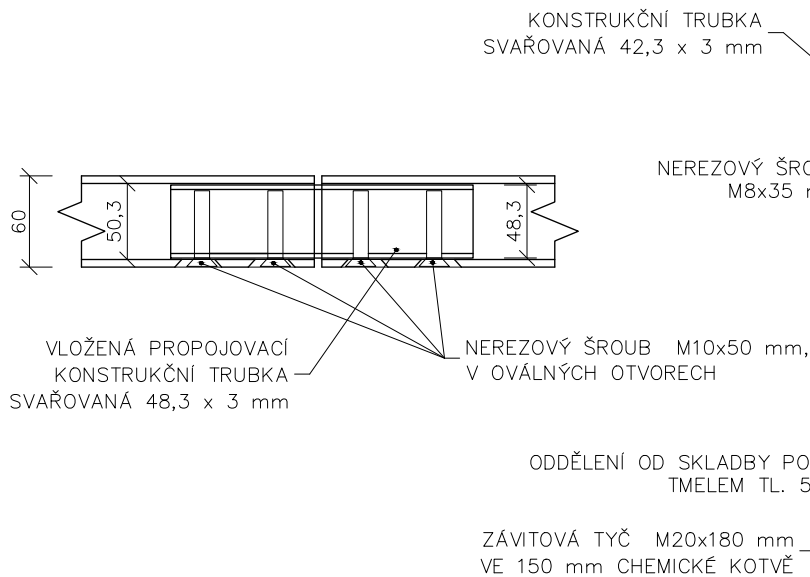 KONSTRUKČNÍ TRUBKA
SVAŘOVANÁ 42,3 x 3 mm
NEREZOVÝ
M8x35
60
50,3
48,3
VLOŽENÁ PROPOJOVACÍ
KONSTRUKČNÍ TRUBKA
SVAŘOVANÁ 48,3 x 3 mm
NEREZOVÝ ŠROUB M10x50 mm,
V OVÁLNÝCH OTVORECH
ODDĚLENÍ OD SKLADBY
TMELEM TL. 5
ZÁVITOVÁ TYČ M20x180 mm
VE 150 mm CHEMICKÉ KOTVĚ